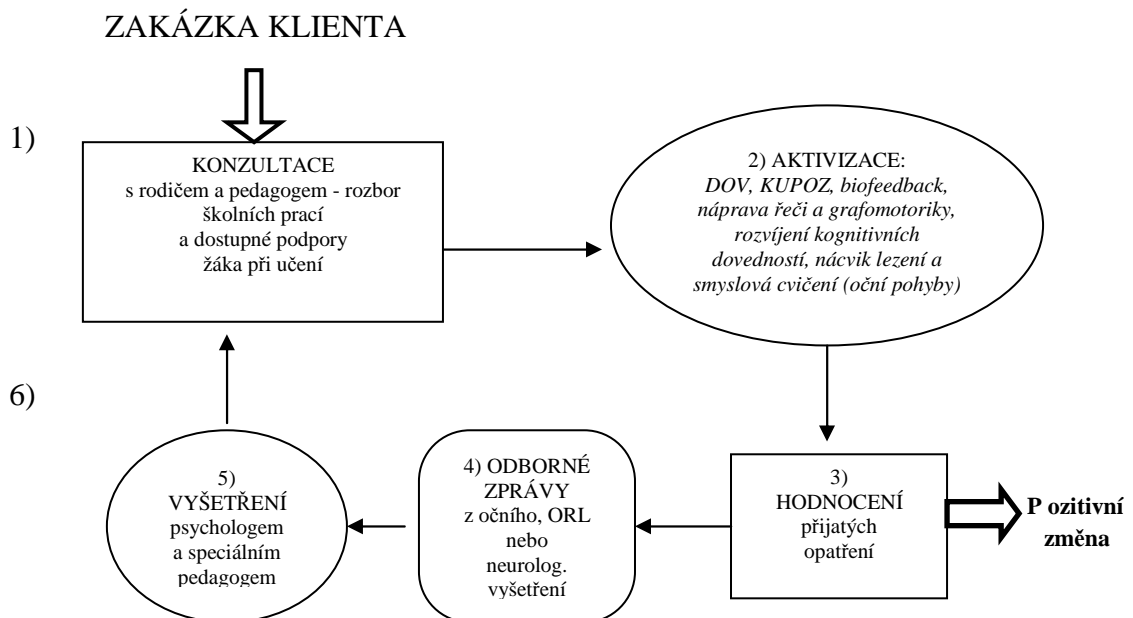 ZAKÁZKA KLIENTA
1)
KONZULTACE
s rodičem a pedagogem - rozbor
školních prací
a dostupné podpory
žáka při učení
2) AKTIVIZACE:
DOV, KUPOZ, biofeedback,
náprava řeči a grafomotoriky,
rozvíjení kognitivních
dovedností, nácvik lezení a
smyslová cvičení (oční pohyby)
6)
5)
VYŠETŘENÍ
psychologem
a speciálním
pedagogem
4) ODBORNÉ
ZPRÁVY
z očního, ORL
nebo
neurolog.
vyšetření
3)
HODNOCENÍ
přijatých
opatření
P ozitivní
změna